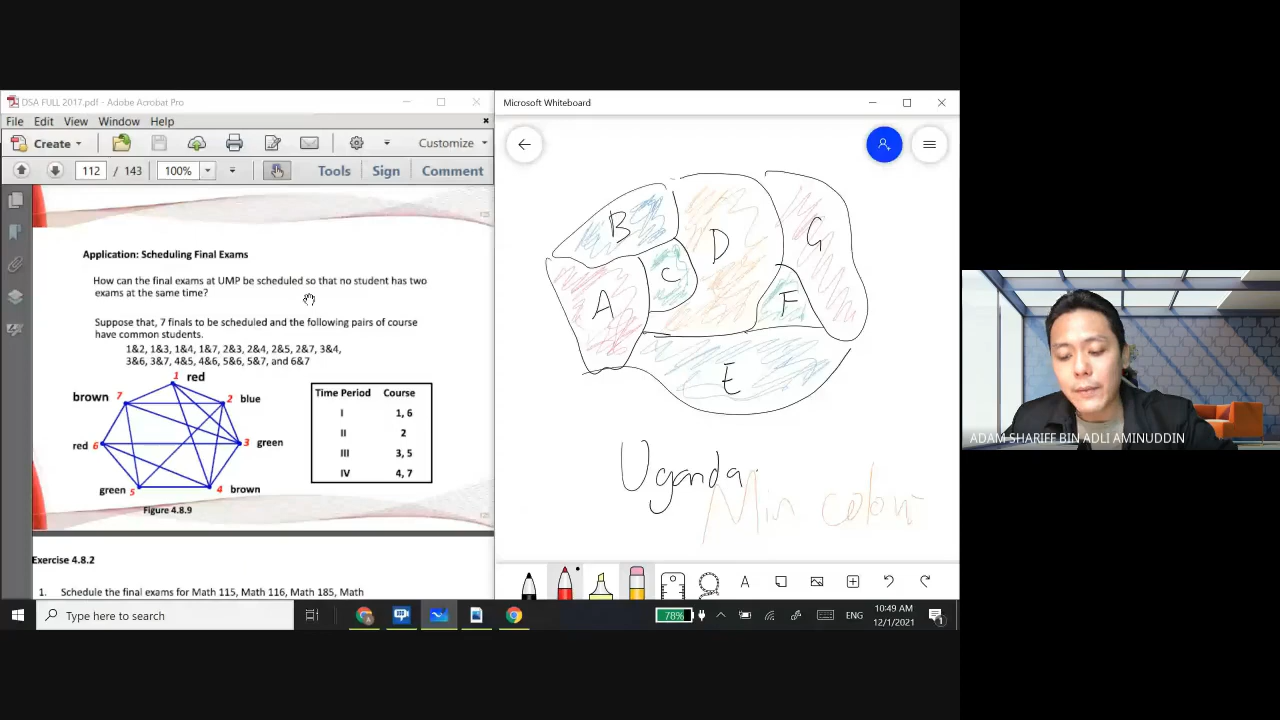 DSA FULL 2017.pdf - Adobe Acrobat Pro
File Edit View Window Help
Create
Customize
112 / 143
100%
Tools
Sign
Comment
Application: Scheduling Final Exams
How can the final exams at UMP be scheduled so that no student has two
exams at the same time?
Suppose that, 7 finals to be scheduled and the following pairs of course
have common students.
1&2, 1&3, 1&4, 1&7, 2&3, 2&4, 2&5, 2&7, 3&4,
3&6, 3&7, 4&5, 4&6, 5&6, 5&7, and 6&7
1 red
brown 7
2 blue
red 6
3 green
green 5
4 brown
Figure 4.8.9
Time Period Course
I 1, 6
II 2
III 3, 5
IV 4, 7
Exercise 4.8.2
1. Schedule the final exams for Math 115, Math 116, Math 185, Math
Microsoft Whiteboard
B
D
G
C
A
F
E
Uganda
Min colour
A
ADAM SHARIFF BIN ADLI AMINUDDIN
Type here to search
78%
ENG
10:49 AM
12/1/2021
1